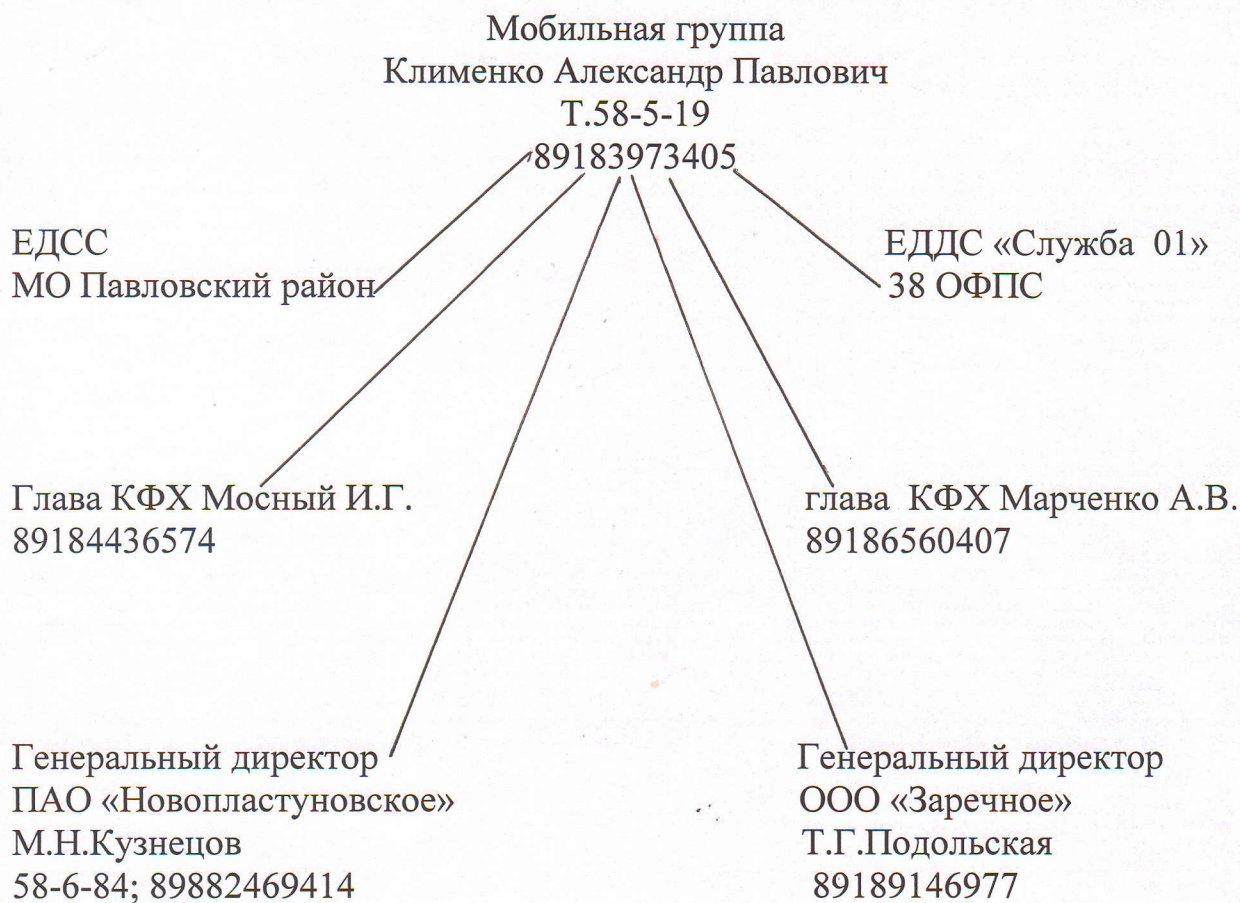 Мобильная группа
Клименко Александр Павлович
Т.58-5-19
89183973405
ЕДСС
МО Павловский район
ЕДДС «Служба 01»
38 ОФПС
Глава КФХ Мосный И.Г.
89184436574
глава КФХ Марченко А.В.
89186560407
Генеральный директор
ПАО «Новопластуновское»
М.Н.Кузнецов
58-6-84; 89882469414
Генеральный директор
ООО «Заречное»
Т.Г.Подольская
89189146977